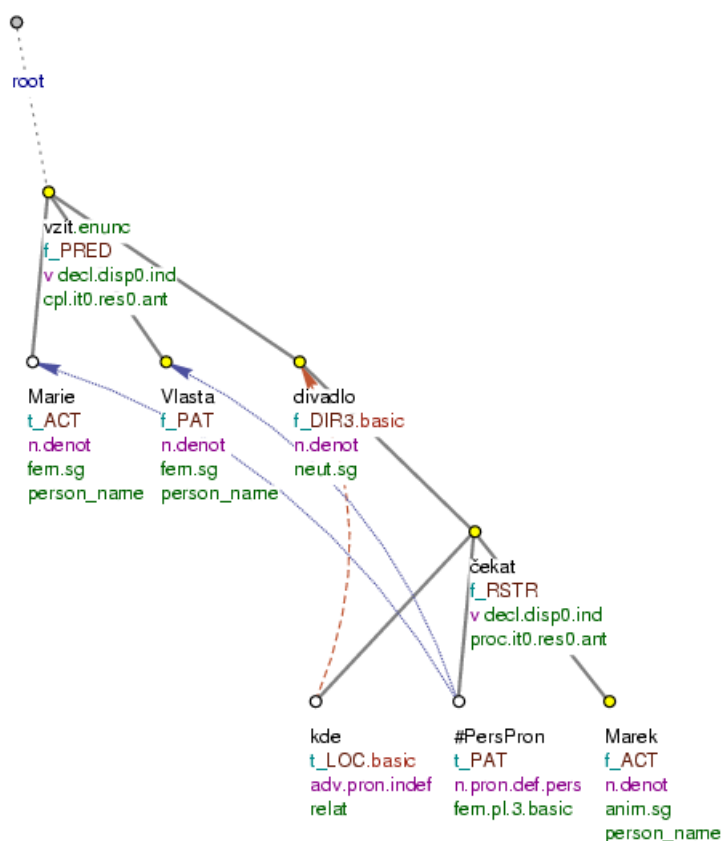 root
vzít.enunc
f_PRED
v decl.disp0.ind
cpl.it0.res0.ant
Marie
t_ACT
n.denot
fem.sg
person_name
Vlasta
f_PAT
n.denot
fem.sg
person_name
divadlo
f_DIR3.basic
n.denot
neut.sg
čekat
f_RSTR
v decl.disp0.ind
proc.it0.res0.ant
kde
t_LOC.basic
adv.pron.indef
relat
#PersPron
t_PAT
n.pron.def.pers
fem.pl.3.basic
Marek
f_ACT
n.denot
anim.sg
person_name